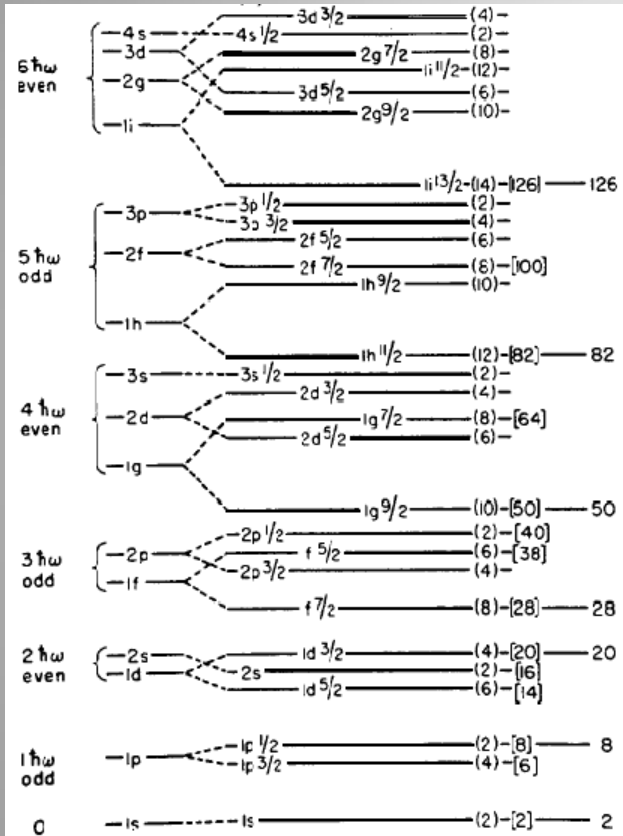 3d 3/2 (4)
4s 4s 1/2 (2)
3d
6ħω even 2g 2g 7/2 (8)
1i 11/2 (12)
3d 5/2 (6)
2g 9/2 (10)
1i
1i 13/2 (14) [126] 126
3p 3p 1/2 (2)
3p 3/2 (4)
2f 2f 5/2 (6)
5ħω odd 2f 7/2 (8) [100]
1h 9/2 (10)
1h
1h 11/2 (12) [82] 82
3s 3s 1/2 (2)
2d 3/2 (4)
4ħω even 2d 1g 7/2 (8) [64]
2d 5/2 (6)
1g
1g 9/2 (10) [50] 50
2p 1/2 (2) [40]
3ħω odd 2p f 5/2 (6) [38]
2p 3/2 (4)
1f
f 7/2 (8) [28] 28
2ħω even 2s 1d 3/2 (4) [20] 20
1d 2s (2) [16]
1d 5/2 (6) [14]
1p 1/2 (2) [8] 8
1ħω odd 1p 1p 3/2 (4) [6]
0 1s 1s (2) [2] 2